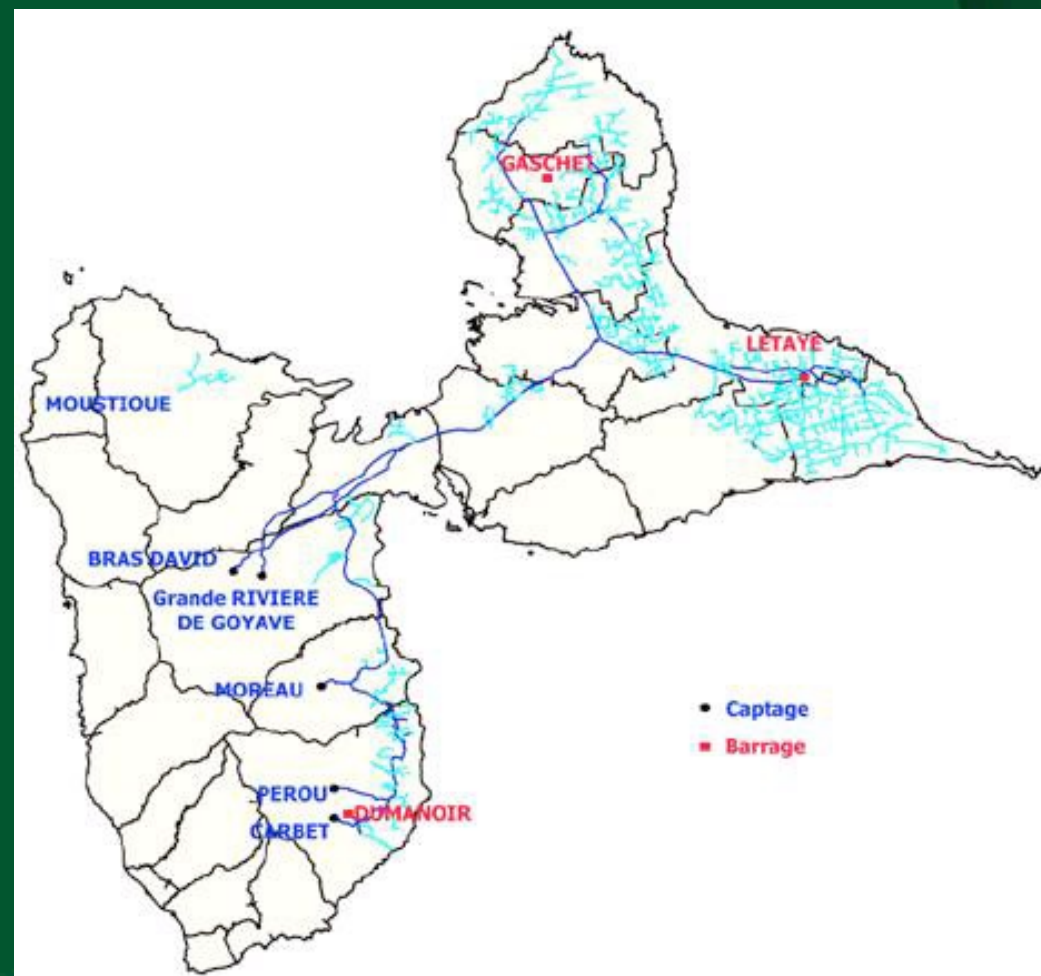 GASCHET
LETAYE
MOUSTIQUE
BRAS DAVID
Grande RIVIERE
DE GOYAVE
MOREAU
Captage
Barrage
PEROU
DUMANOIR
CARBET